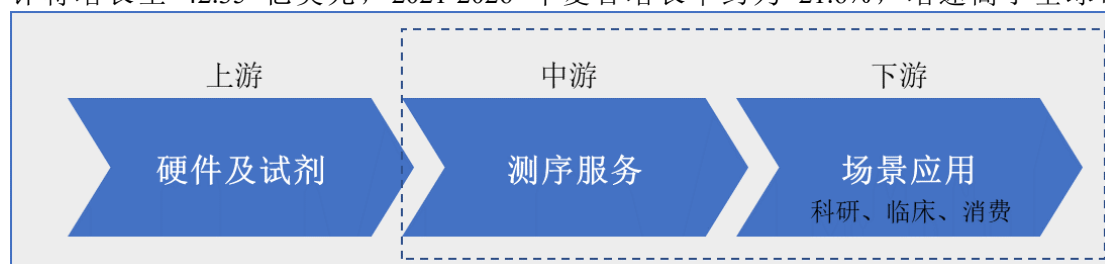 上游
中游
下游
硬件及试剂
测序服务
场景应用
科研、临床、消费